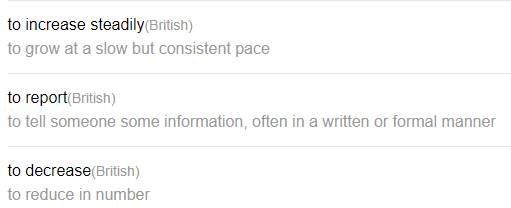 to increase steadily(British)
to grow at a slow but consistent pace
to report(British)
to tell someone some information, often in a written or formal manner
to decrease(British)
to reduce in number